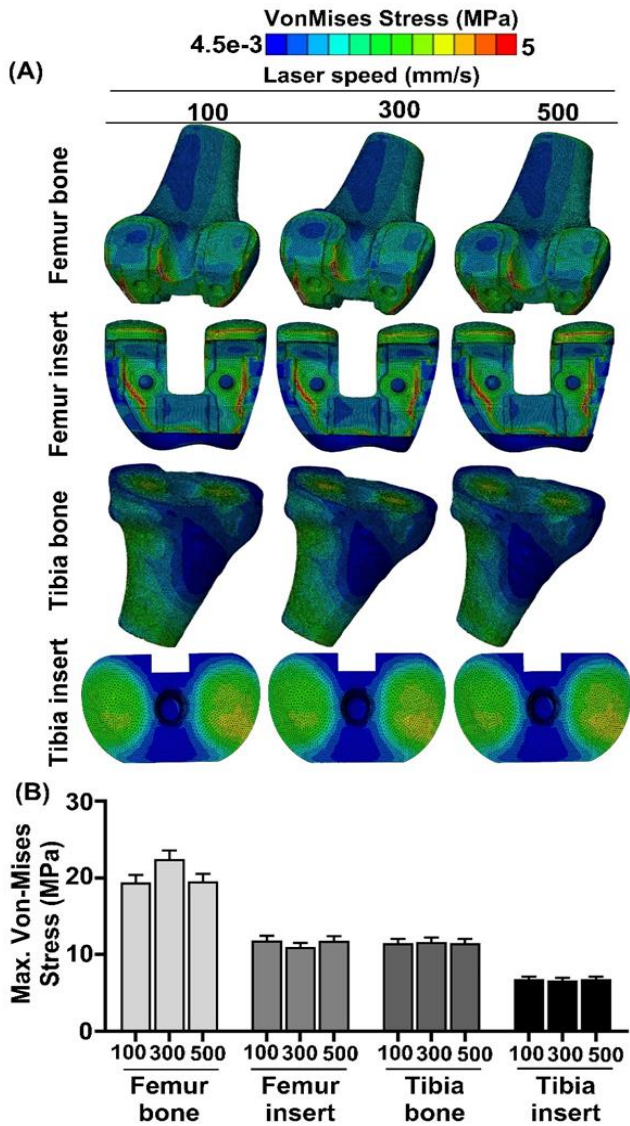 VonMises Stress (MPa)
4.5e-3 5
(A)
Laser speed (mm/s)
100 300 500
Femur bone
Femur insert
Tibia bone
Tibia insert
(B)
Max. Von-Mises
Stress (MPa)
30
20
10
0
100 300 500 100 300 500 100 300 500 100 300 500
Femur Femur Tibia Tibia
bone insert bone insert